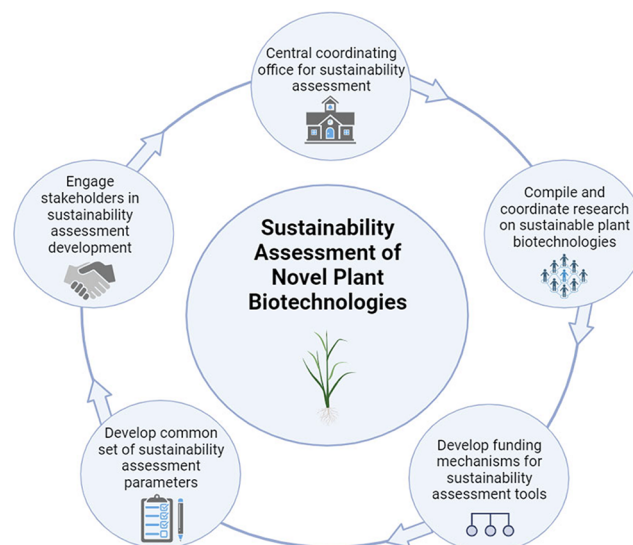 Central coordinating
office for sustainability
assessment
Compile and
coordinate research
on sustainable plant
biotechnologies
Develop funding
mechanisms for
sustainability
assessment tools
Develop common
set of sustainability
assessment
parameters
Engage
stakeholders in
sustainability
assessment
development
Sustainability
Assessment of
Novel Plant
Biotechnologies